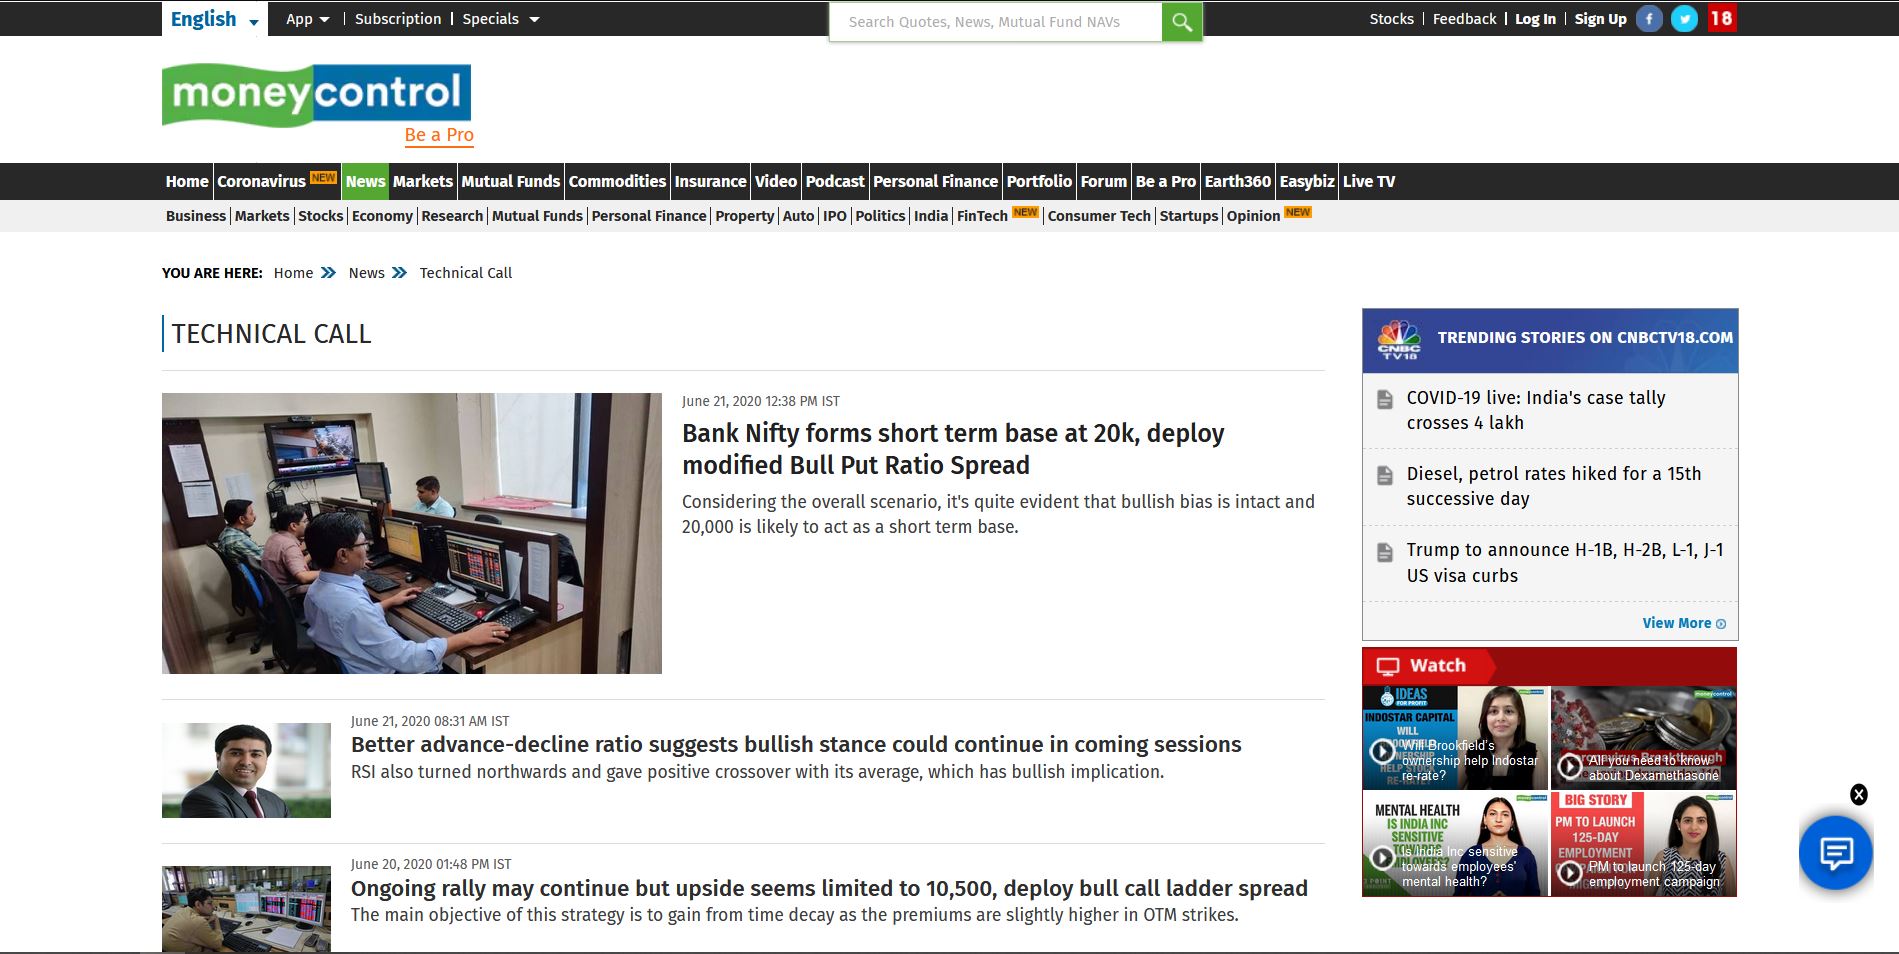 English App Subscription Specials Search Quotes, News, Mutual Fund NAVs Stocks Feedback Log In Sign Up f 18
moneycontrol
Be a Pro
Home Coronavirus NEW News Markets Mutual Funds Commodities Insurance Video Podcast Personal Finance Portfolio Forum Be a Pro Earth360 Easybiz Live TV
Business Markets Stocks Economy Research Mutual Funds Personal Finance Property Auto IPO Politics India FinTech NEW Consumer Tech Startups Opinion NEW
YOU ARE HERE: Home News Technical Call
TECHNICAL CALL
June 21, 2020 12:38 PM IST
Bank Nifty forms short term base at 20k, deploy
modified Bull Put Ratio Spread
Considering the overall scenario, it's quite evident that bullish bias is intact and
20,000 is likely to act as a short term base.
June 21, 2020 08:31 AM IST
Better advance-decline ratio suggests bullish stance could continue in coming sessions
RSI also turned northwards and gave positive crossover with its average, which has bullish implication.
June 20, 2020 01:48 PM IST
Ongoing rally may continue but upside seems limited to 10,500, deploy bull call ladder spread
The main objective of this strategy is to gain from time decay as the premiums are slightly higher in OTM strikes.
CNBC
TV18
TRENDING STORIES ON CNBCTV18.COM
COVID-19 live: India's case tally
crosses 4 lakh
Diesel, petrol rates hiked for a 15th
successive day
Trump to announce H-1B, H-2B, L-1, J-1
US visa curbs
View More
Watch
IDEAS
FOR PROFIT
INDOSTAR CAPITAL
WILL
Will Brookfield's
ownership help Indostar
re-rate?
moneycontrol
All you need to know
about Dexamethasone
MENTAL HEALTH
IS INDIA INC
SENSITIVE
Is India Inc sensitive
towards employees'
mental health?
BIG STORY
PM TO LAUNCH
125-DAY
EMPLOYMENT
PM to launch 125-day
employment campaign